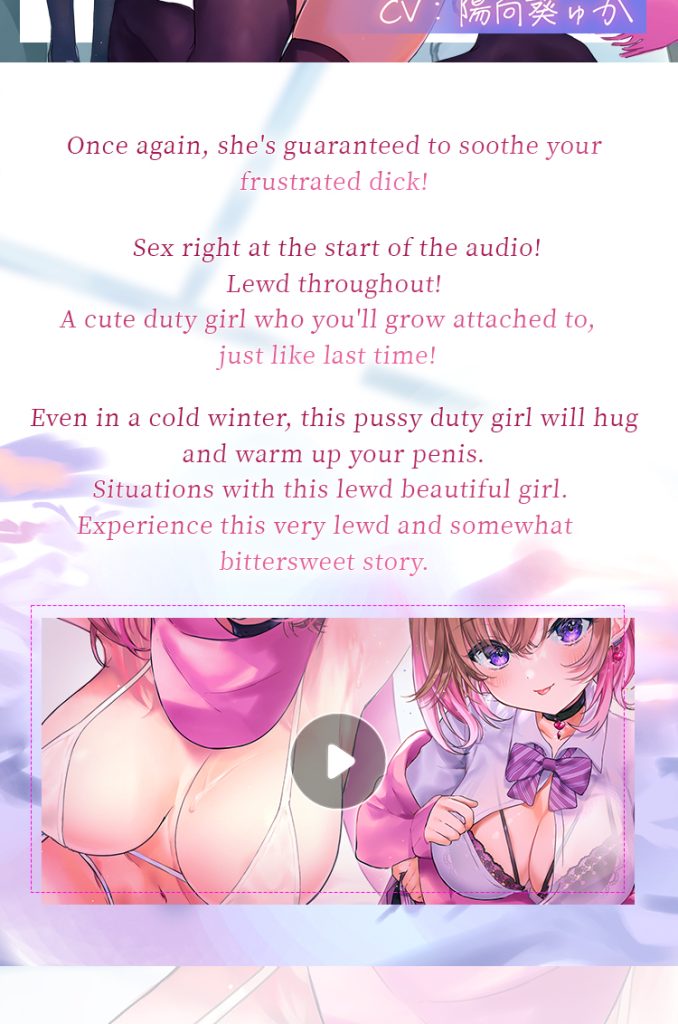 CV：陽向葵ゅか
Once again, she's guaranteed to soothe your
frustrated dick!
Sex right at the start of the audio!
Lewd throughout!
A cute duty girl who you'll grow attached to,
just like last time!
Even in a cold winter, this pussy duty girl will hug
and warm up your penis.
Situations with this lewd beautiful girl.
Experience this very lewd and somewhat
bittersweet story.